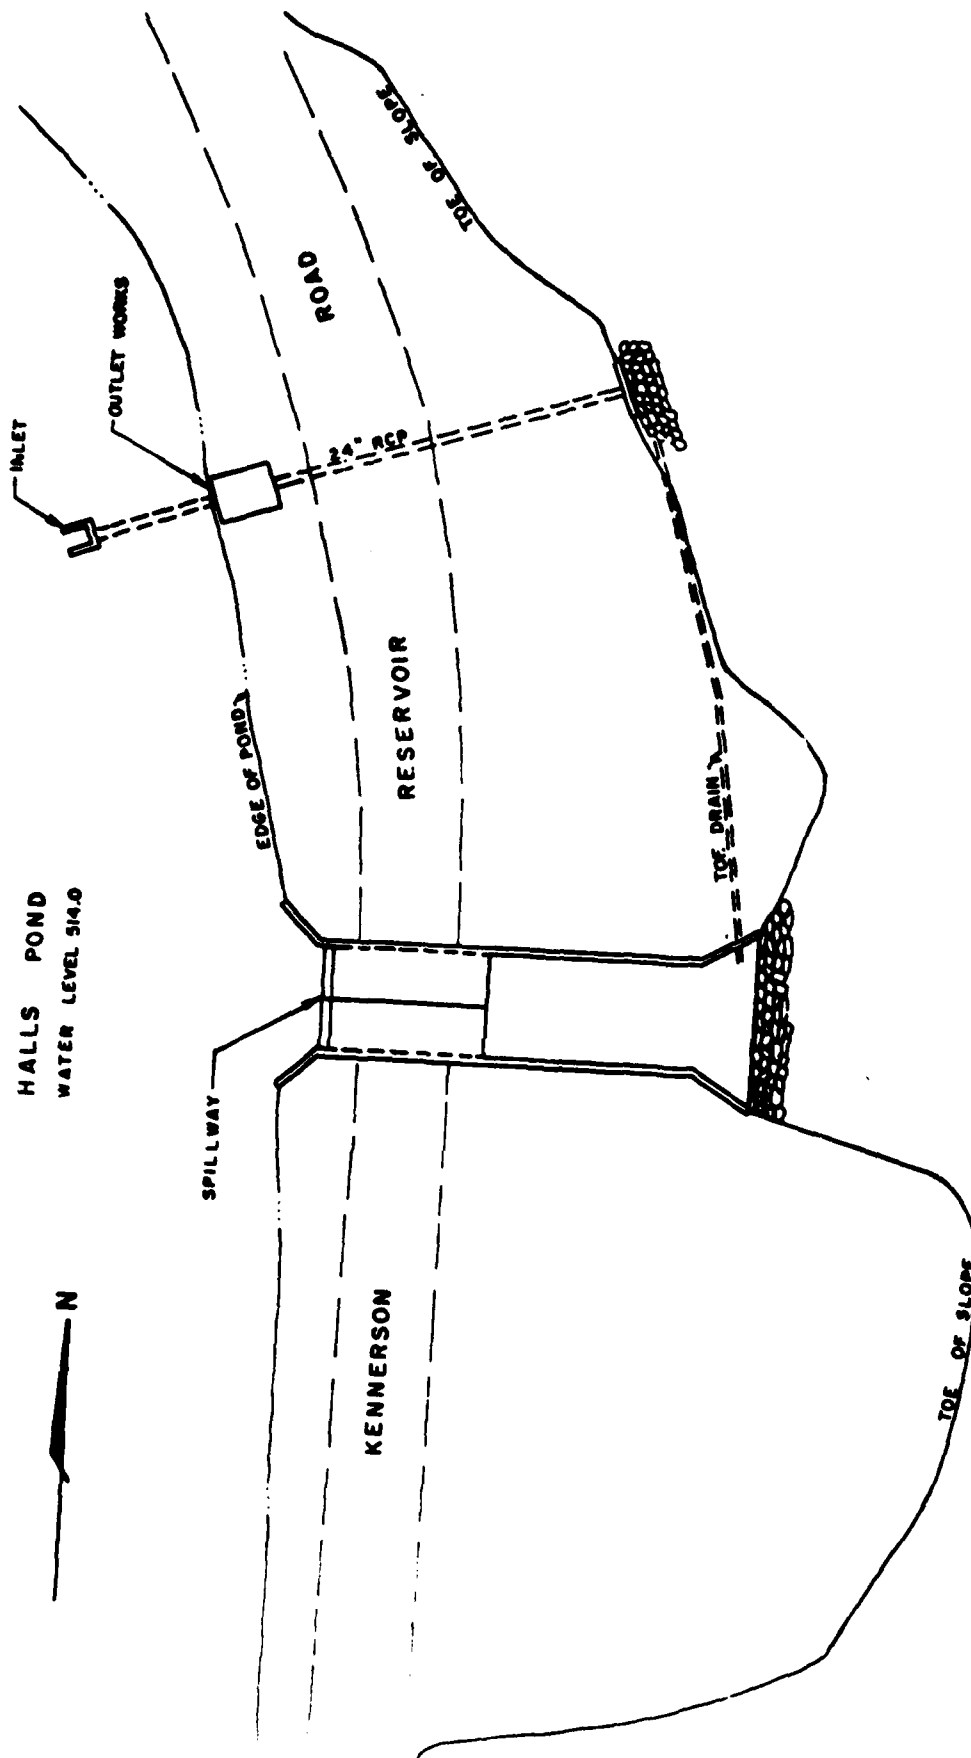 HALLS POND
WATER LEVEL 514.0
N
INLET
OUTLET WORKS
SPILLWAY
EDGE OF POND
24" RCP
KENNERSON RESERVOIR ROAD
TOE DRAIN
TOE OF SLOPE
TOE OF SLOPE